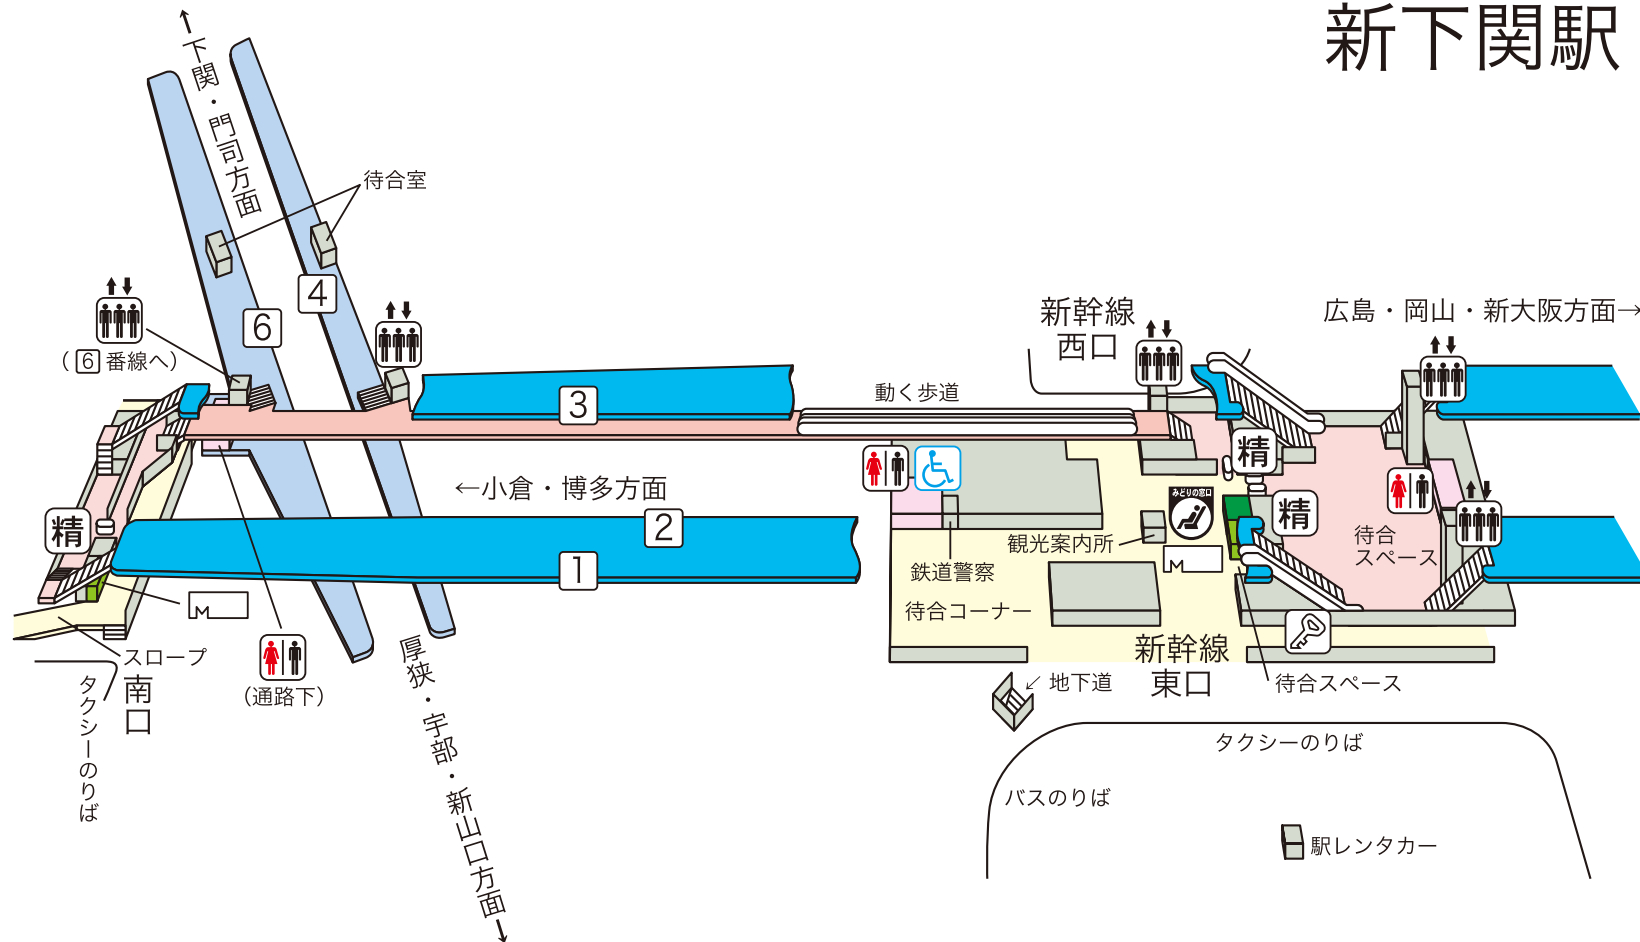 新下関駅
↑下関・門司方面
待合室
4
6
(6番線へ)
3
動く歩道
新幹線
西口
広島・岡山・新大阪方面→
←小倉・博多方面
2
1
精
精
精
みどりの窓口
観光案内所
鉄道警察
待合コーナー
待合
スペース
M
M
スロープ
南口
タクシーのりば
(通路下)
厚狭・宇部・新山口方面→
新幹線
東口
地下道
待合スペース
タクシーのりば
バスのりば
駅レンタカー